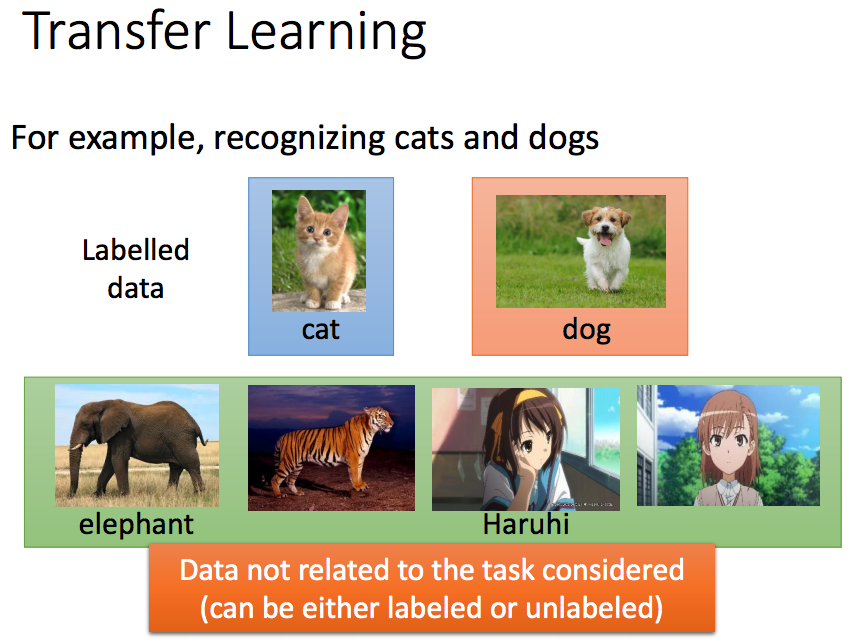 Transfer Learning
For example, recognizing cats and dogs
Labelled
data
cat
dog
elephant
Haruhi
Data not related to the task considered
(can be either labeled or unlabeled)